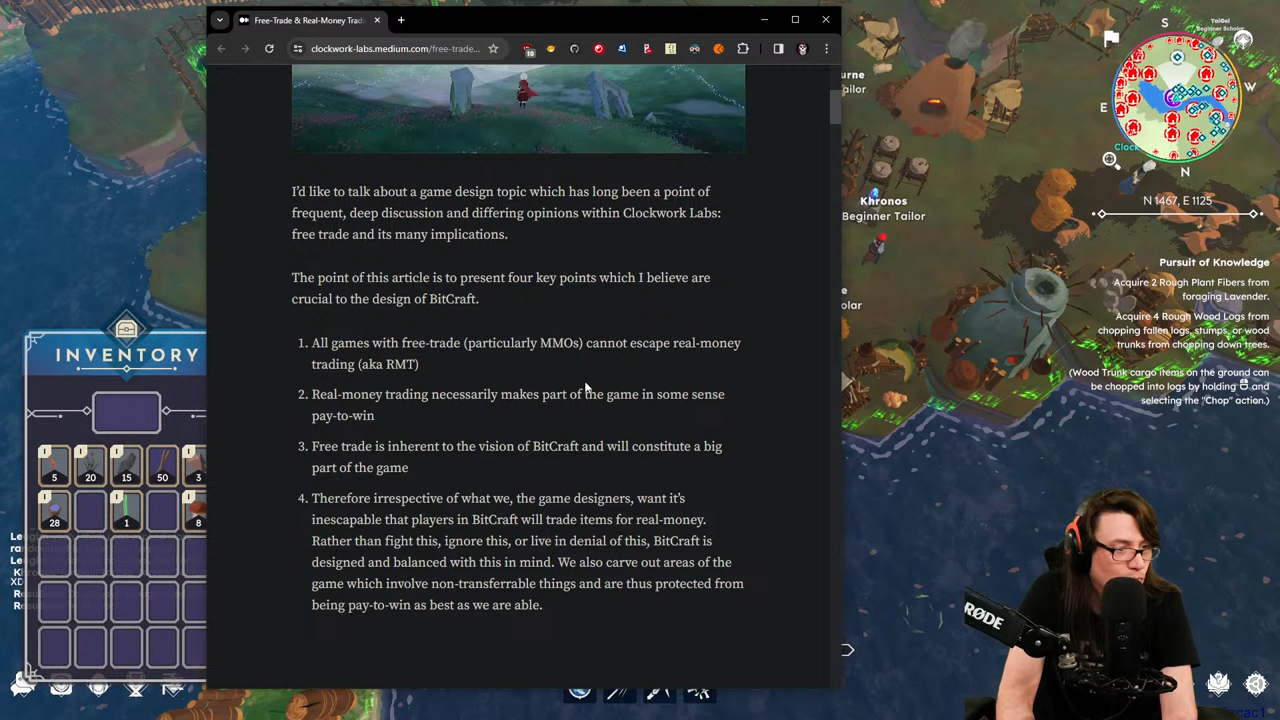 Free-Trade & Real-Money Tradi
clockwork-labs.medium.com/free-trade...
10
I'd like to talk about a game design topic which has long been a point of
frequent, deep discussion and differing opinions within Clockwork Labs:
free trade and its many implications.
The point of this article is to present four key points which I believe are
crucial to the design of BitCraft.
1. All games with free-trade (particularly MMOs) cannot escape real-money
trading (aka RMT)
2. Real-money trading necessarily makes part of the game in some sense
pay-to-win
3. Free trade is inherent to the vision of BitCraft and will constitute a big
part of the game
4. Therefore irrespective of what we, the game designers, want it's
inescapable that players in BitCraft will trade items for real-money.
Rather than fight this, ignore this, or live in denial of this, BitCraft is
designed and balanced with this in mind. We also carve out areas of the
game which involve non-transferrable things and are thus protected from
being pay-to-win as best as we are able.
INVENTORY
5 20 15 50 3
28 1 8
XD
urne
Tailor
Khronos
Beginner Tailor
olar
TaiGei
Beginner Scholar
S
E
W
N
Clock
N 1467, E 1125
Pursuit of Knowledge
Acquire 2 Rough Plant Fibers from
foraging Lavender.
Acquire 4 Rough Wood Logs from
chopping fallen logs, stumps, or wood
trunks from chopping down trees.
(Wood Trunk cargo items on the ground can
be chopped into logs by holding
and
selecting the "Chop" action.)
RØDE